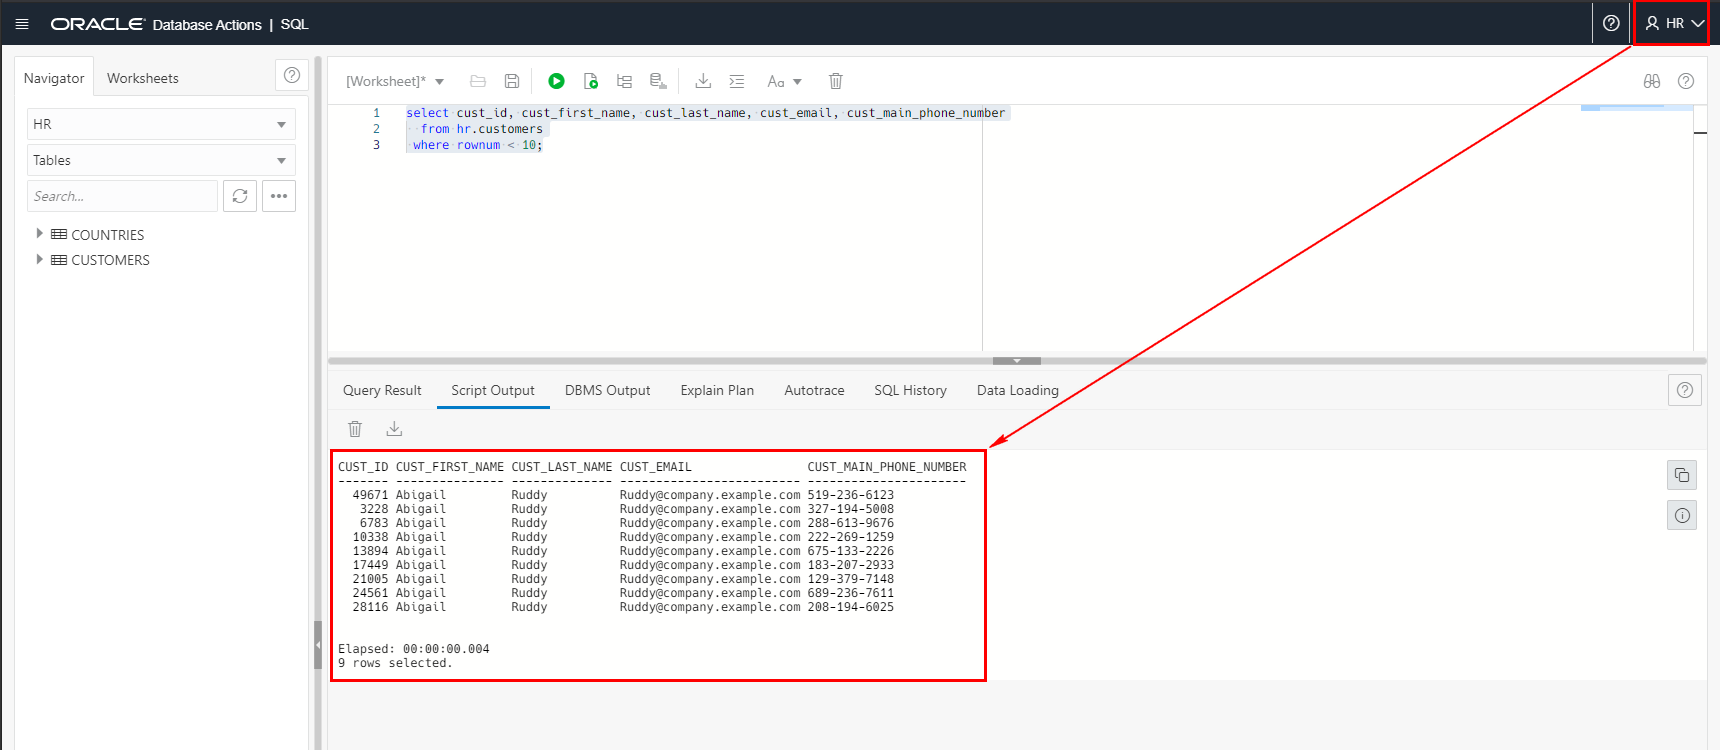 ORACLE Database Actions | SQL
HR
Navigator
Worksheets
HR
Tables
Search...
COUNTRIES
CUSTOMERS
[Worksheet]*
Aa
1 select cust_id, cust_first_name, cust_last_name, cust_email, cust_main_phone_number
2 from hr.customers
3 where rownum < 10;
Query Result Script Output DBMS Output Explain Plan Autotrace SQL History Data Loading
CUST_ID CUST_FIRST_NAME CUST_LAST_NAME CUST_EMAIL CUST_MAIN_PHONE_NUMBER
------- --------------- -------------- ------------------------- ----------------------
49671 Abigail Ruddy Ruddy@company.example.com 519-236-6123
3228 Abigail Ruddy Ruddy@company.example.com 327-194-5008
6783 Abigail Ruddy Ruddy@company.example.com 288-613-9676
10338 Abigail Ruddy Ruddy@company.example.com 222-269-1259
13894 Abigail Ruddy Ruddy@company.example.com 675-133-2226
17449 Abigail Ruddy Ruddy@company.example.com 183-207-2933
21005 Abigail Ruddy Ruddy@company.example.com 129-379-7148
24561 Abigail Ruddy Ruddy@company.example.com 689-236-7611
28116 Abigail Ruddy Ruddy@company.example.com 208-194-6025
Elapsed: 00:00:00.004
9 rows selected.